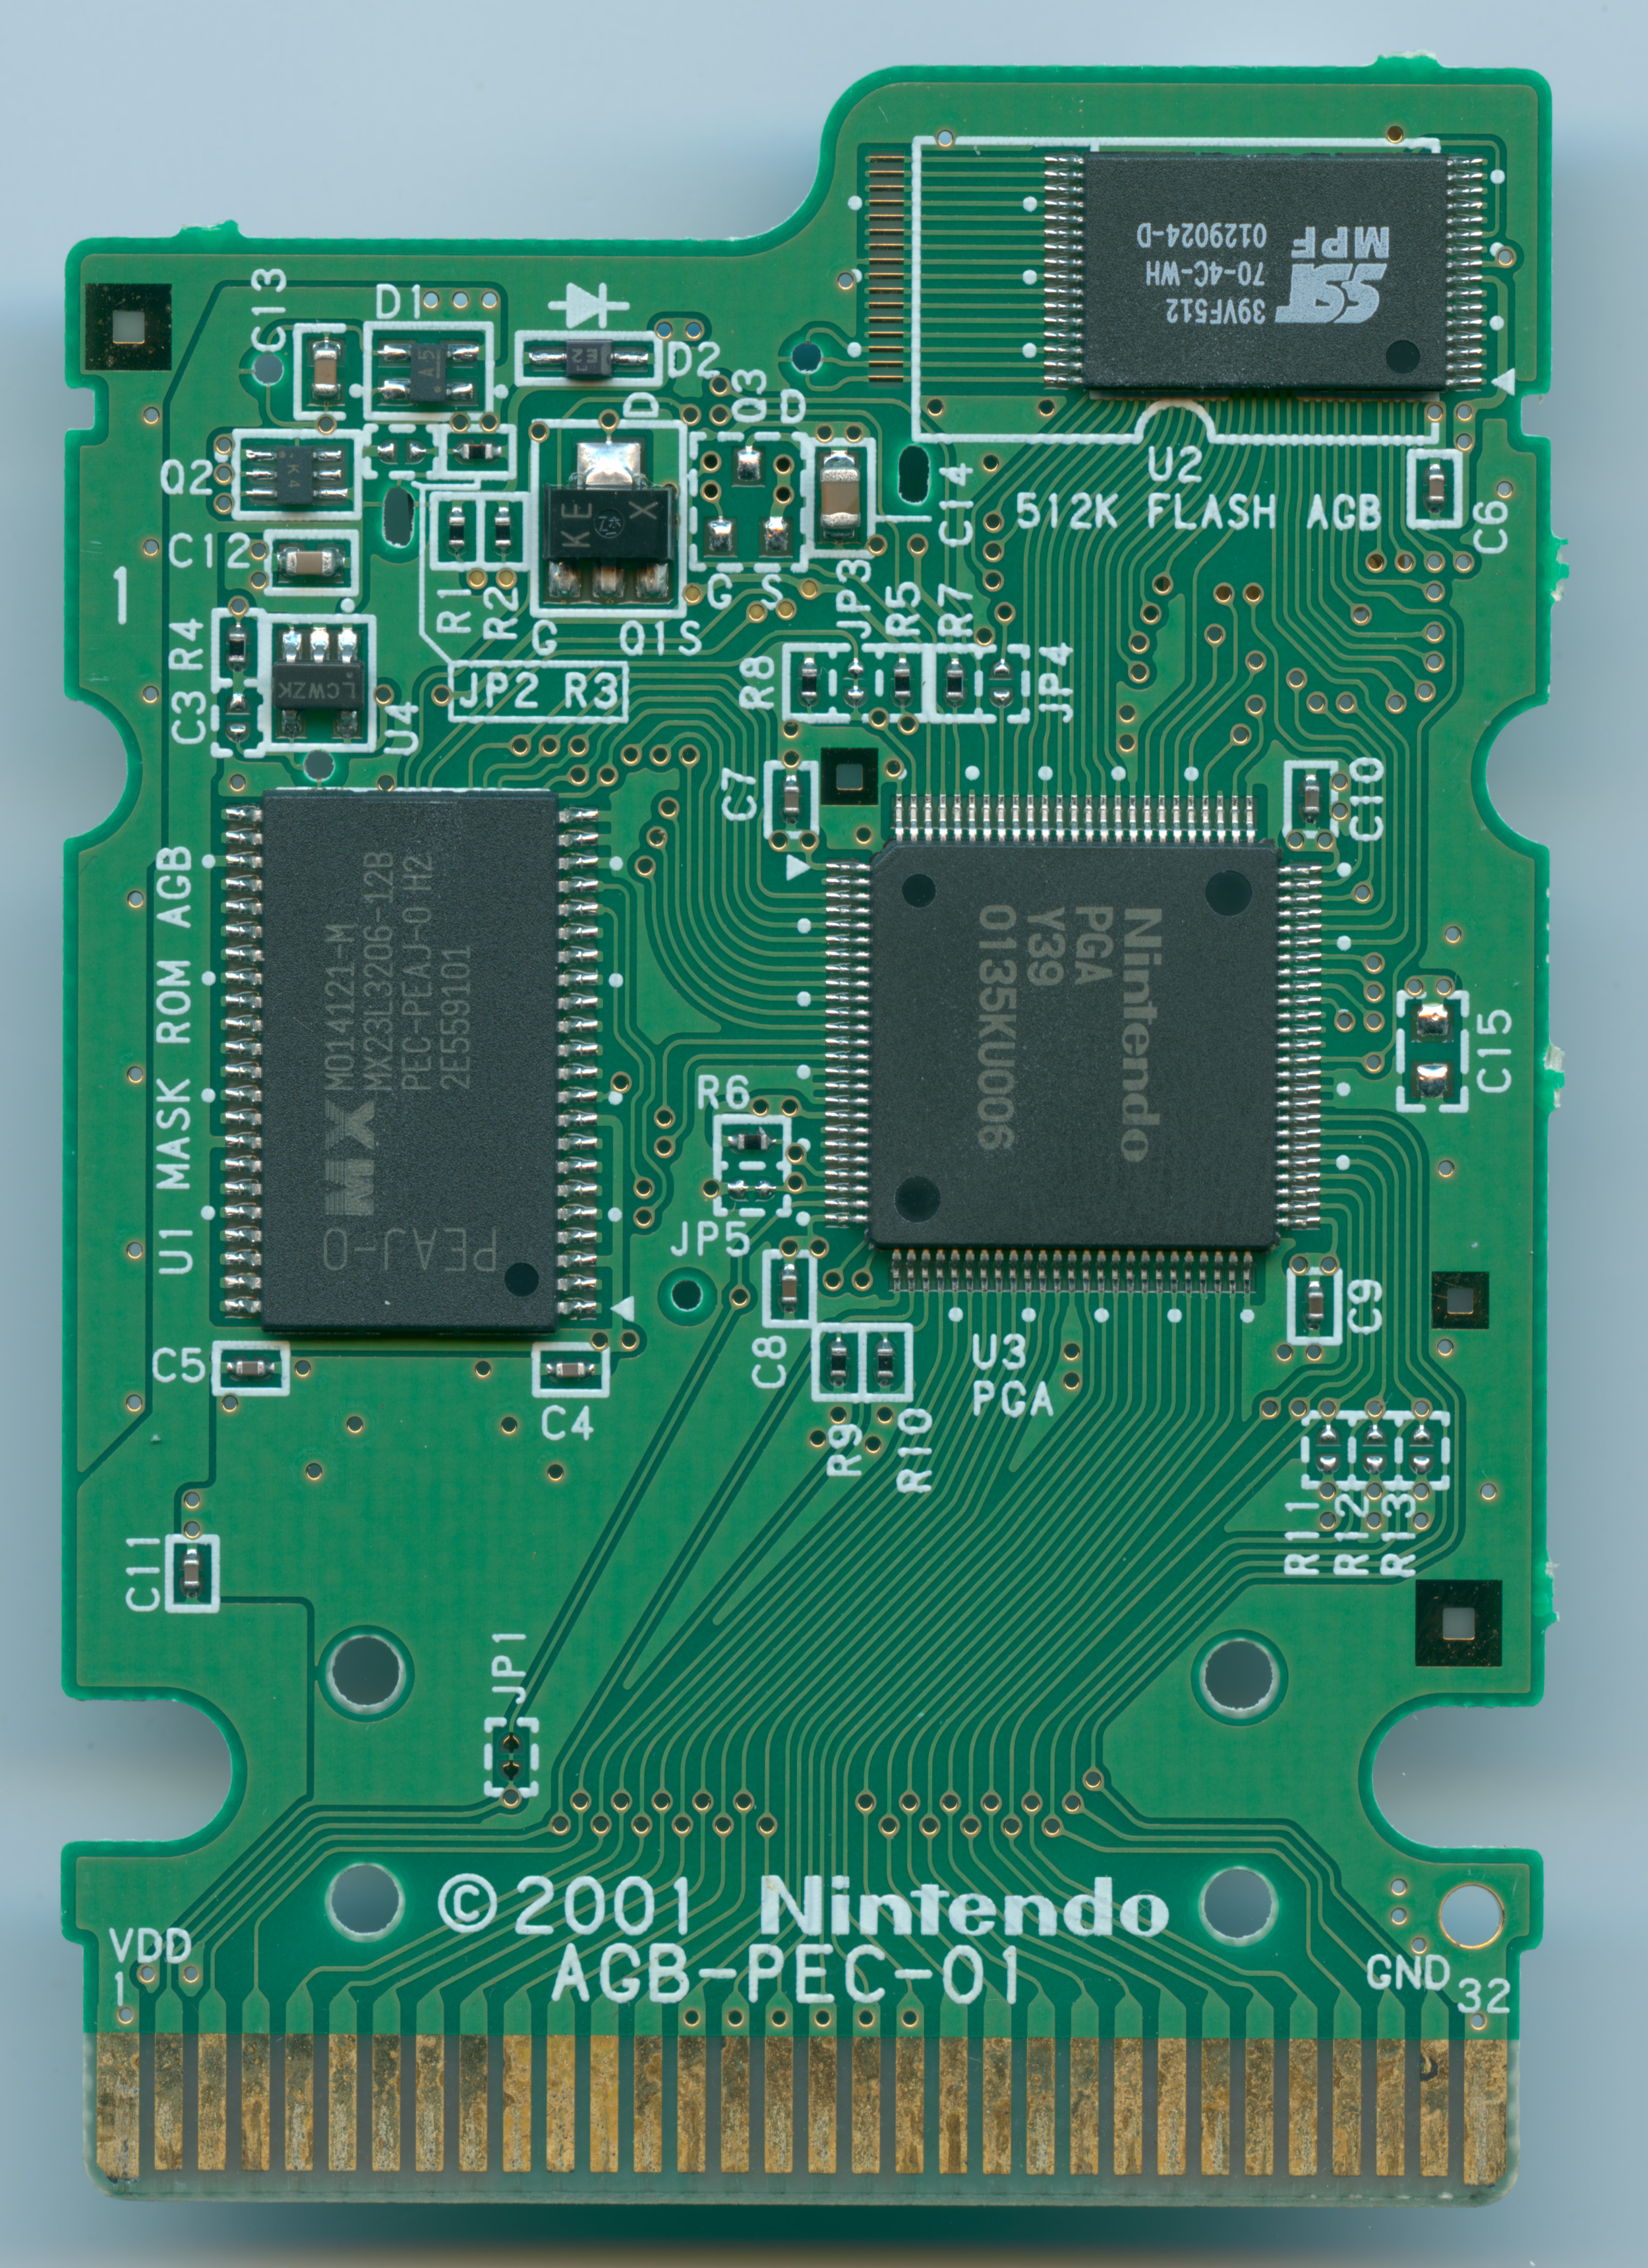 SST
MPF
39VF512
70-4C-WH
0129024-D
C13
D1
D2
D
Q3
D
Q2
K4
A5
KE
X
C14
U2
512K FLASH AGB
C6
C12
1
R1
R2
G
Q1S
G
S
JP3
R5
R7
R4
C3
LCWZK
U4
JP2 R3
R8
JP4
C7
C10
U1 MASK ROM AGB
MX
M014121-M
MX23L3206-12B
PEC-PEAJ-0 H2
2E559101
PEAJ-0
Nintendo
PGA
Y39
0135KU006
C15
R6
JP5
C8
C9
C5
C4
U3
PGA
R9
R10
R11
R12
R13
C11
JP1
©2001 Nintendo
AGB-PEC-01
VDD
1
GND
32